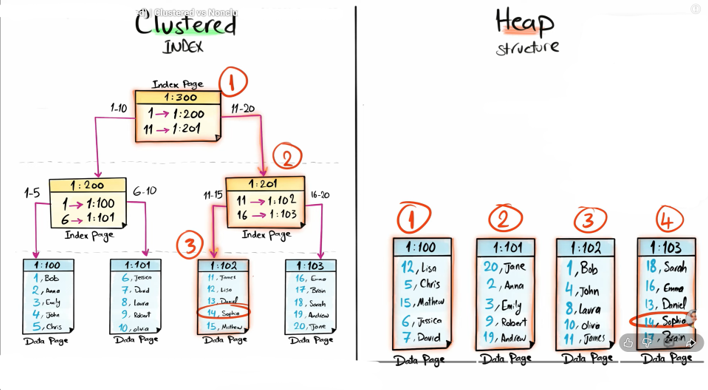 Clustered vs Nonclu
Clustered
INDEX
Index Page
1
1:300
1 → 1:200
11 → 1:201
1-10
11-20
2
1:200
1 → 1:100
6 → 1:101
Index Page
1:201
11 → 1:102
16 → 1:103
Index Page
1-5
6-10
11-15
16-20
3
1:100
1, Bob
2, Anna
3, Emily
4, John
5, Chris
Data Page
1:101
6, Jessica
7, David
8, Laura
9, Robert
10, Olivia
Data Page
1:102
11, James
12, Lisa
13, Daniel
14, Sophia
15, Mathew
Data Page
1:103
16, Emma
17, Brian
18, Sarah
19, Andrew
20, Jane
Data Page
Heap
structure
1
1:100
12, Lisa
5, Chris
15, Mathew
6, Jessica
7, David
Data Page
2
1:101
20, Jane
2, Anna
3, Emily
9, Robert
19, Andrew
Data Page
3
1:102
1, Bob
4, John
8, Laura
10, Olivia
11, James
Data Page
4
1:103
18, Sarah
16, Emma
13, Daniel
14, Sophia
17, Brian
Data Page